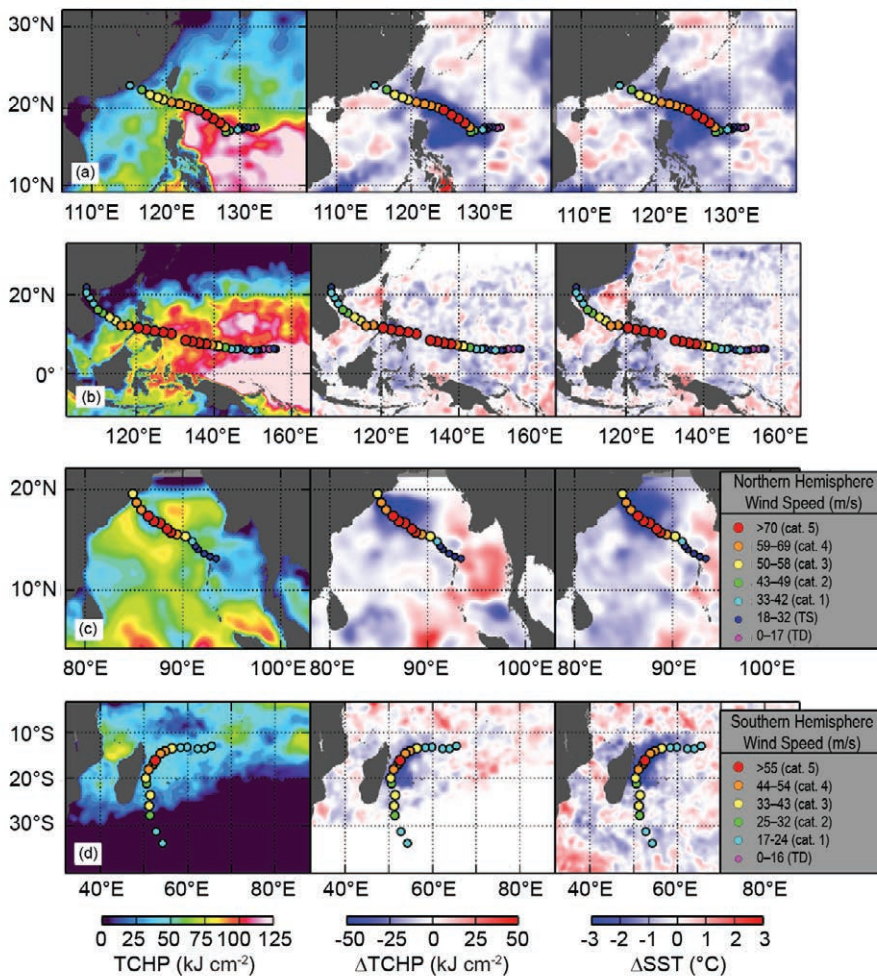 30°N
20°N
10°N
(a)
110°E 120°E 130°E 110°E 120°E 130°E 110°E 120°E 130°E
20°N
0°
(b)
120°E 140°E 160°E 120°E 140°E 160°E 120°E 140°E 160°E
20°N
10°N
(c)
80°E 90°E 100°E 80°E 90°E 100°E 80°E 90°E 100°E
Northern Hemisphere
Wind Speed (m/s)
>70 (cat. 5)
59–69 (cat. 4)
50–58 (cat. 3)
43-49 (cat. 2)
33-42 (cat. 1)
18–32 (TS)
0–17 (TD)
10°S
20°S
30°S
(d)
40°E 60°E 80°E 40°E 60°E 80°E 40°E 60°E 80°E
Southern Hemisphere
Wind Speed (m/s)
>55 (cat. 5)
44-54 (cat. 4)
33–43 (cat. 3)
25–32 (cat. 2)
17-24 (cat. 1)
0–16 (TD)
0 25 50 75 100 125
TCHP (kJ cm-2)
-50 -25 0 25 50
ΔTCHP (kJ cm-2)
-3 -2 -1 0 1 2 3
ΔSST (°C)